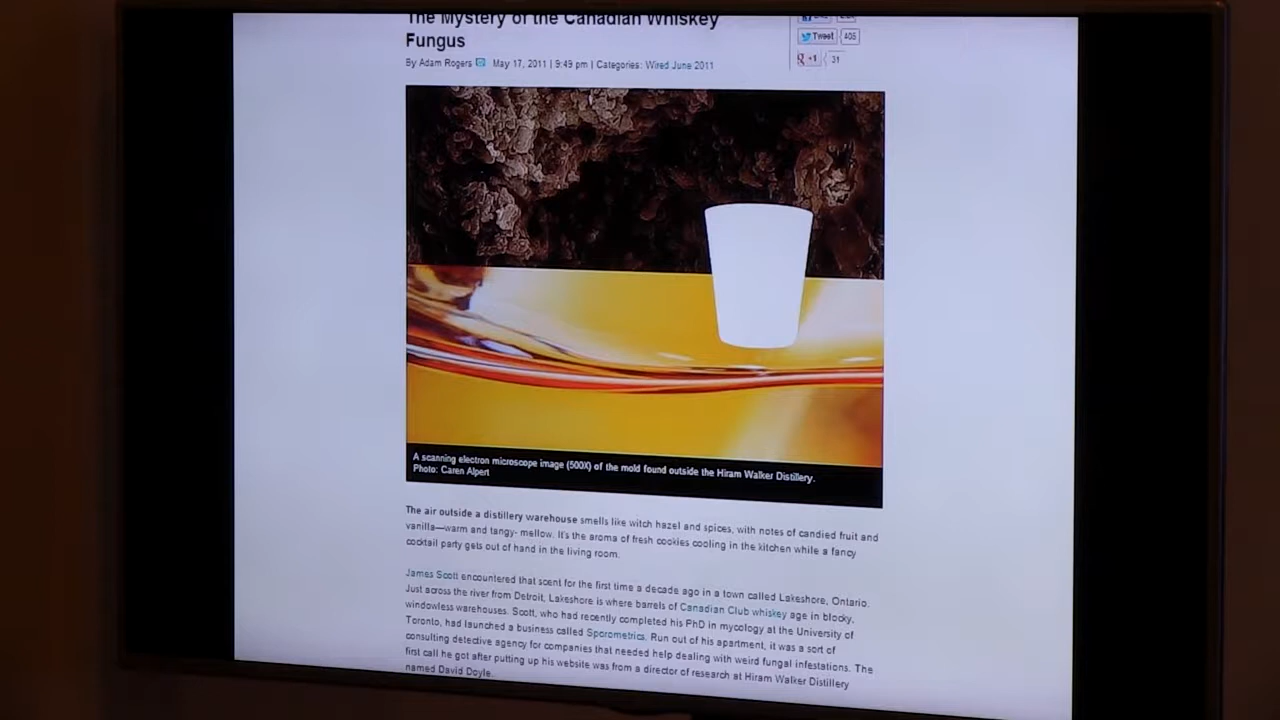 The Mystery of the Canadian Whiskey
Fungus
By Adam Rogers May 17, 2011 | 9:49 pm | Categories: Wired June 2011
Tweet 405
+1 31
A scanning electron microscope image (500X) of the mold found outside the Hiram Walker Distillery.
Photo: Caren Alpert
The air outside a distillery warehouse smells like witch hazel and spices, with notes of candied fruit and
vanilla—warm and tangy- mellow. It's the aroma of fresh cookies cooling in the kitchen while a fancy
cocktail party gets out of hand in the living room.
James Scott encountered that scent for the first time a decade ago in a town called Lakeshore, Ontario.
Just across the river from Detroit, Lakeshore is where barrels of Canadian Club whiskey age in blocky,
windowless warehouses. Scott, who had recently completed his PhD in mycology at the University of
Toronto, had launched a business called Sporometrics. Run out of his apartment, it was a sort of
consulting detective agency for companies that needed help dealing with weird fungal infestations. The
first call he got after putting up his website was from a director of research at Hiram Walker Distillery
named David Doyle.